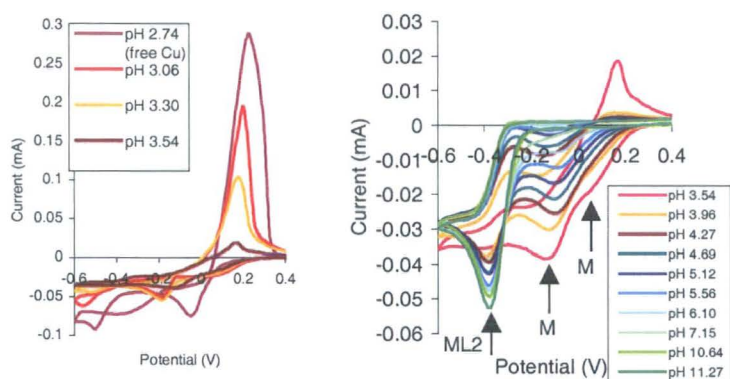 0.3
0.25
0.2
0.15
0.1
0.05
0
-0.05
-0.1
Current (mA)
-0.6 -0.4 -0.2 0 0.2 0.4
Potential (V)
pH 2.74
(free Cu)
pH 3.06
pH 3.30
pH 3.54
0.03
0.02
0.01
0
-0.01
-0.02
-0.03
-0.04
-0.05
-0.06
Current (mA)
-0.6 -0.4 -0.2 0 0.2 0.4
M
M
ML2
Potential (V)
pH 3.54
pH 3.96
pH 4.27
pH 4.69
pH 5.12
pH 5.56
pH 6.10
pH 7.15
pH 10.64
pH 11.27